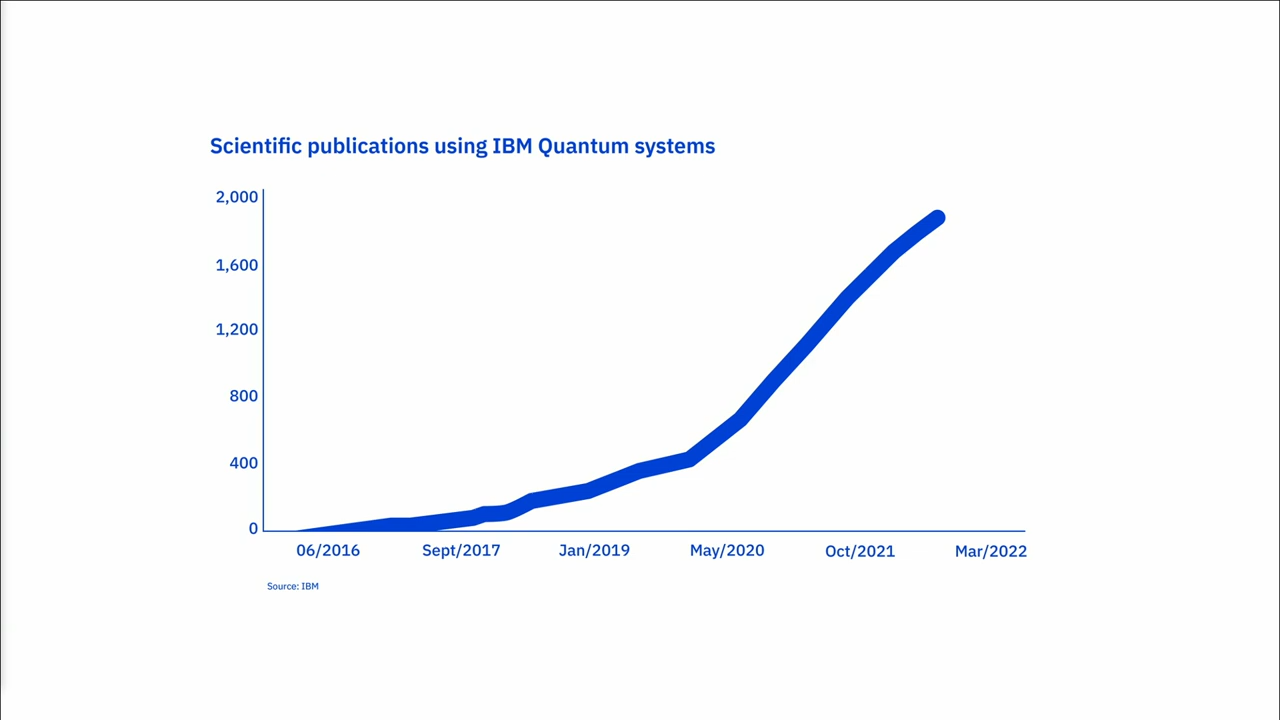 Scientific publications using IBM Quantum systems
2,000
1,600
1,200
800
400
0
06/2016 Sept/2017 Jan/2019 May/2020 Oct/2021 Mar/2022
Source: IBM